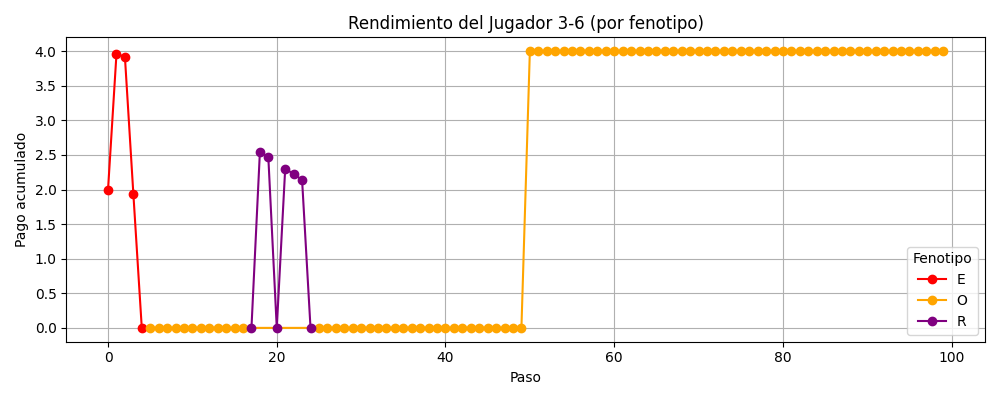 Rendimiento del Jugador 3-6 (por fenotipo)
Pago acumulado
4.0
3.5
3.0
2.5
2.0
1.5
1.0
0.5
0.0
0 20 40 60 80 100
Paso
Fenotipo
E
O
R